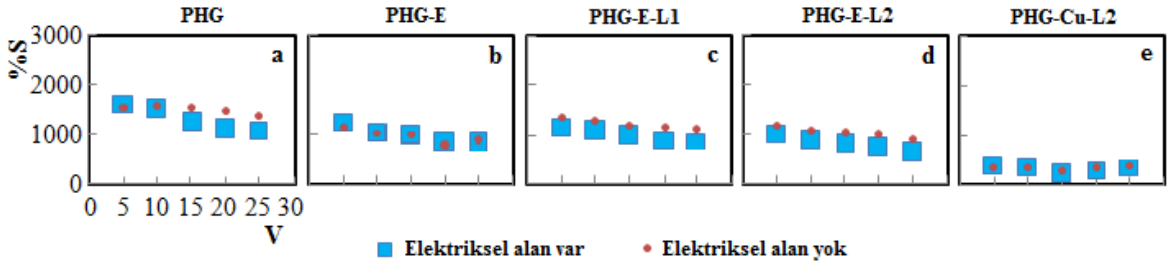 PHG PHG-E PHG-E-L1 PHG-E-L2 PHG-Cu-L2
%S
3000
2000
1000
0
a b c d e
0 5 10 15 20 25 30
V
Elektriksel alan var Elektriksel alan yok